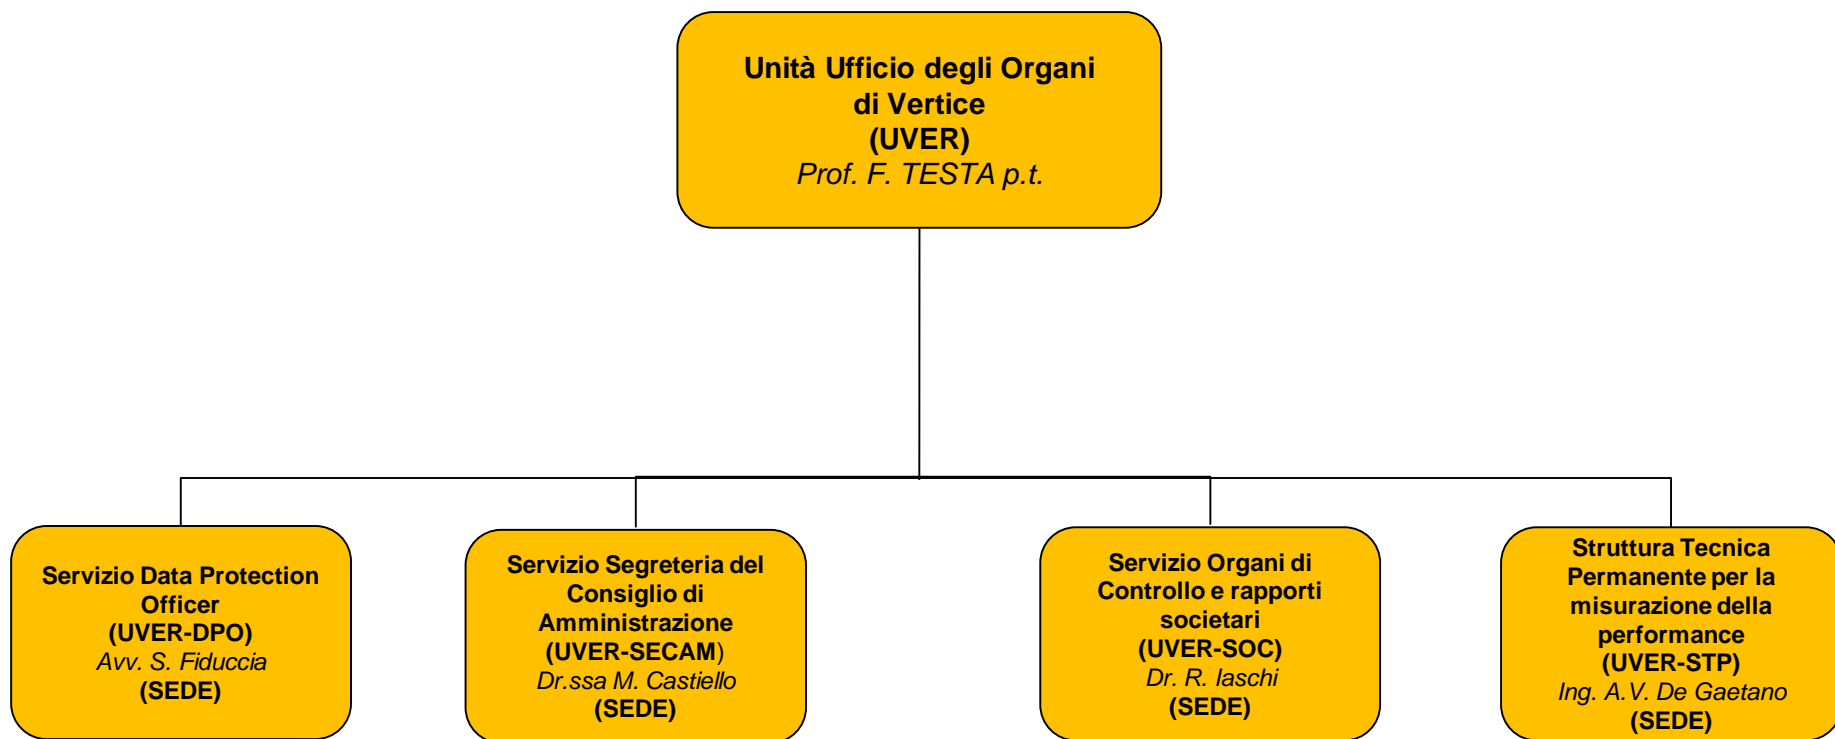 Unità Ufficio degli Organi
di Vertice
(UVER)
Prof. F. TESTA p.t.
Servizio Data Protection
Officer
(UVER-DPO)
Avv. S. Fiduccia
(SEDE)
Servizio Segreteria del
Consiglio di
Amministrazione
(UVER-SECAM)
Dr.ssa M. Castiello
(SEDE)
Servizio Organi di
Controllo e rapporti
societari
(UVER-SOC)
Dr. R. Iaschi
(SEDE)
Struttura Tecnica
Permanente per la
misurazione della
performance
(UVER-STP)
Ing. A.V. De Gaetano
(SEDE)